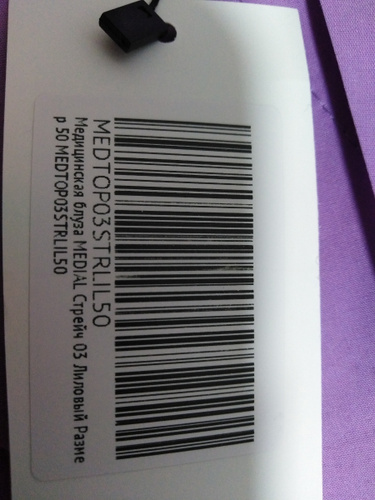 MEDTOP03STRLIL50
Медицинская блуза MEDIAL Стрейч 03 Лиловый Разме
р 50 MEDTOP03STRLIL50